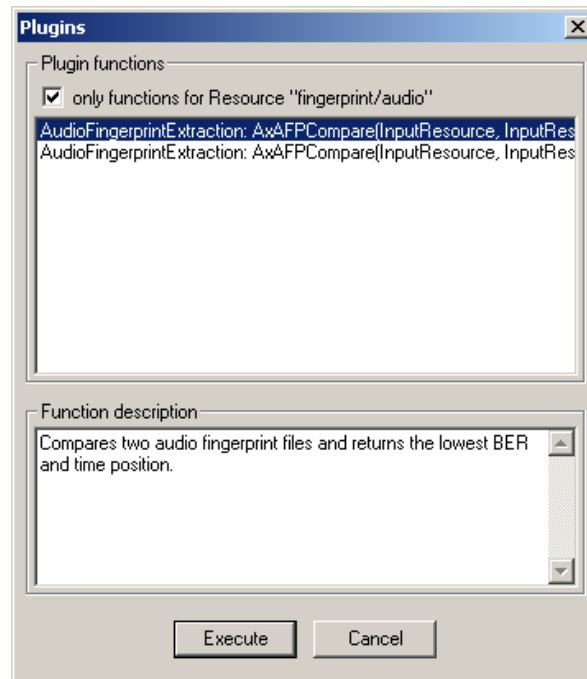 Plugins
Plugin functions
only functions for Resource "fingerprint/audio"
AudioFingerprintExtraction: AxAFPCompare(InputResource, InputRes
AudioFingerprintExtraction: AxAFPCompare(InputResource, InputRes
Function description
Compares two audio fingerprint files and returns the lowest BER
and time position.
Execute Cancel